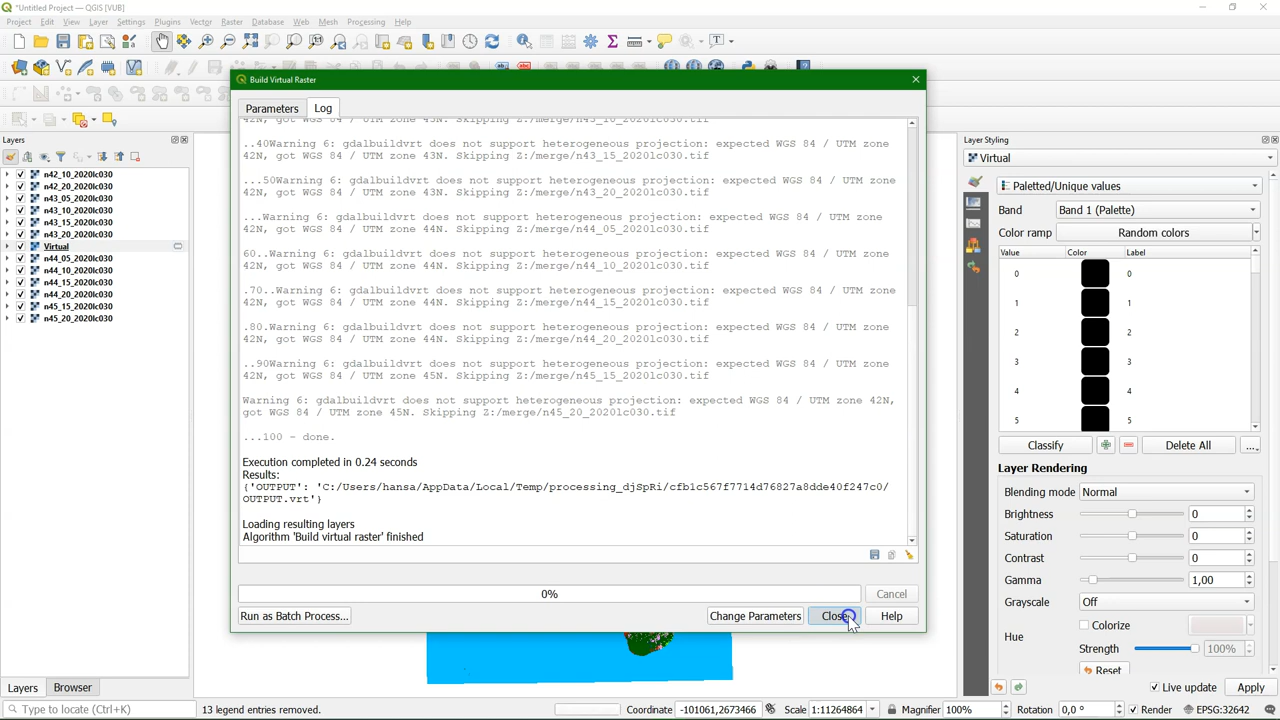 *Untitled Project — QGIS [VUB]
Project Edit View Layer Settings Plugins Vector Raster Database Web Mesh Processing Help
Build Virtual Raster
Parameters Log
42N, got WGS 84 / UTM zone 43N. Skipping Z:/merge/n43_10_2020lc030.tif
..40Warning 6: gdalbuildvrt does not support heterogeneous projection: expected WGS 84 / UTM zone
42N, got WGS 84 / UTM zone 43N. Skipping Z:/merge/n43_15_2020lc030.tif
...50Warning 6: gdalbuildvrt does not support heterogeneous projection: expected WGS 84 / UTM zone
42N, got WGS 84 / UTM zone 43N. Skipping Z:/merge/n43_20_2020lc030.tif
...Warning 6: gdalbuildvrt does not support heterogeneous projection: expected WGS 84 / UTM zone
42N, got WGS 84 / UTM zone 44N. Skipping Z:/merge/n44_05_2020lc030.tif
60..Warning 6: gdalbuildvrt does not support heterogeneous projection: expected WGS 84 / UTM zone
42N, got WGS 84 / UTM zone 44N. Skipping Z:/merge/n44_10_2020lc030.tif
.70..Warning 6: gdalbuildvrt does not support heterogeneous projection: expected WGS 84 / UTM zone
42N, got WGS 84 / UTM zone 44N. Skipping Z:/merge/n44_15_2020lc030.tif
.80.Warning 6: gdalbuildvrt does not support heterogeneous projection: expected WGS 84 / UTM zone
42N, got WGS 84 / UTM zone 44N. Skipping Z:/merge/n44_20_2020lc030.tif
..90Warning 6: gdalbuildvrt does not support heterogeneous projection: expected WGS 84 / UTM zone
42N, got WGS 84 / UTM zone 45N. Skipping Z:/merge/n45_15_2020lc030.tif
Warning 6: gdalbuildvrt does not support heterogeneous projection: expected WGS 84 / UTM zone 42N,
got WGS 84 / UTM zone 45N. Skipping Z:/merge/n45_20_2020lc030.tif
...100 - done.
Execution completed in 0.24 seconds
Results:
{'OUTPUT': 'C:/Users/hansa/AppData/Local/Temp/processing_djSpRi/cfb1c567f7714d76827a8dde40f247c0/
OUTPUT.vrt'}
Loading resulting layers
Algorithm 'Build virtual raster' finished
0%
Cancel
Run as Batch Process...
Change Parameters
Close
Help
Layers
n42_10_2020lc030
n42_20_2020lc030
n43_05_2020lc030
n43_10_2020lc030
n43_15_2020lc030
n43_20_2020lc030
Virtual
n44_05_2020lc030
n44_10_2020lc030
n44_15_2020lc030
n44_20_2020lc030
n45_15_2020lc030
n45_20_2020lc030
Layers Browser
Layer Styling
Virtual
Paletted/Unique values
Band Band 1 (Palette)
Color ramp Random colors
Value Color Label
0 0
1 1
2 2
3 3
4 4
5 5
Classify Delete All ...
Layer Rendering
Blending mode Normal
Brightness 0
Saturation 0
Contrast 0
Gamma 1,00
Grayscale Off
Hue Colorize
Strength 100%
Reset
Live update Apply
Type to locate (Ctrl+K)
13 legend entries removed.
Coordinate -101061,2673466 Scale 1:11264864 Magnifier 100% Rotation 0,0 ° Render EPSG:32642